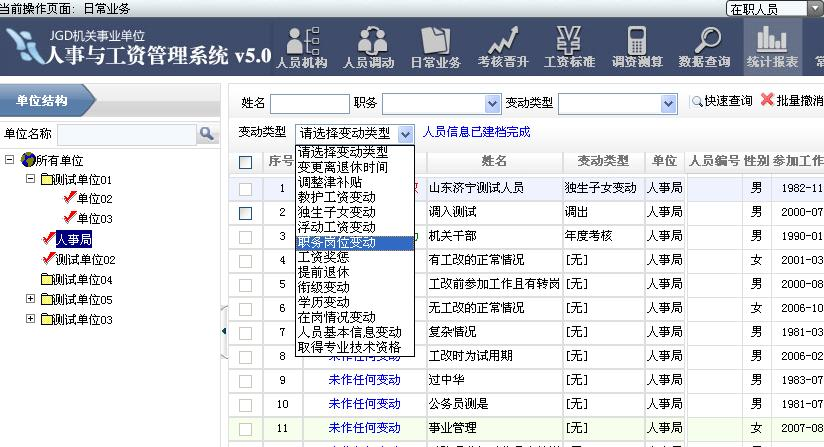 当前操作页面: 日常业务
在职人员
JGD机关事业单位
人事与工资管理系统 v5.0
人员机构 人员调动 日常业务 考核晋升 工资标准 调资测算 数据查询 统计报表
单位结构
姓名 职务 变动类型 快速查询 批量撤消
单位名称
变动类型 请选择变动类型 人员信息已建档完成
所有单位
测试单位01
单位02
单位03
人事局
测试单位02
测试单位04
测试单位05
测试单位03
请选择变动类型
变更离退休时间
调整津补贴
教护工资变动
独生子女变动
浮动工资变动
职务岗位变动
工资奖惩
提前退休
衔级变动
学历变动
在岗情况变动
人员基本信息变动
取得专业技术资格
序号 姓名 变动类型 单位 人员编号 性别 参加工作
1 山东济宁测试人员 独生子女变动 人事局 男 1982-11
2 调入测试 调出 人事局 男 2000-07
3 机关干部 年度考核 人事局 男 1990-01
4 有工改的正常情况 [无] 人事局 女 2001-03
5 工改前参加工作且有转岗 [无] 人事局 男 2000-08
6 无工改的正常情况 [无] 人事局 女 2006-10
7 复杂情况 [无] 人事局 男 1981-03
8 工改时为试用期 [无] 人事局 男 2006-02
9 未作任何变动 过中华 [无] 人事局 男 1983-07
10 未作任何变动 公务员测是 [无] 人事局 男 1981-07
11 未作任何变动 事业管理 [无] 人事局 女 2007-08